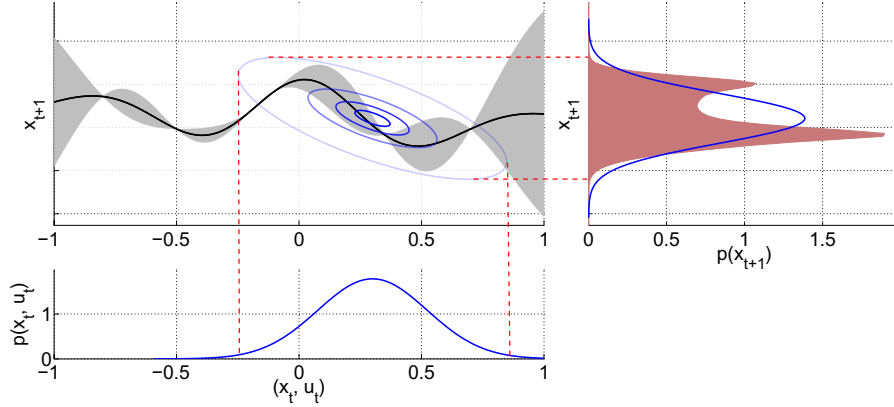 x_{t+1}
−1 −0.5 0 0.5 1
x_{t+1}
0 0.5 1 1.5
p(x_{t+1})
p(x_t, u_t)
1
0
−1 −0.5 0 0.5 1
(x_t, u_t)